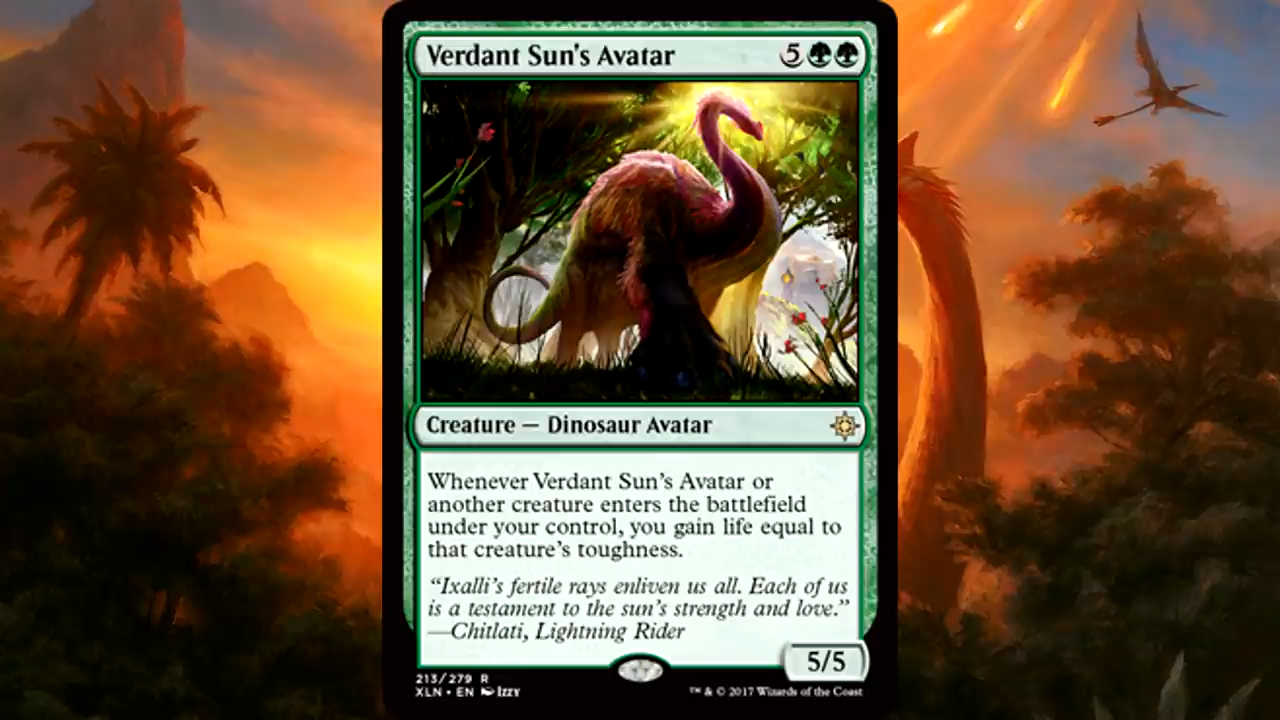 Verdant Sun's Avatar 5
Creature — Dinosaur Avatar
Whenever Verdant Sun's Avatar or
another creature enters the battlefield
under your control, you gain life equal to
that creature's toughness.
“Ixalli's fertile rays enliven us all. Each of us
is a testament to the sun's strength and love.”
—Chitlati, Lightning Rider
5/5
213/279 R
XLN • EN Izzy
™ & © 2017 Wizards of the Coast